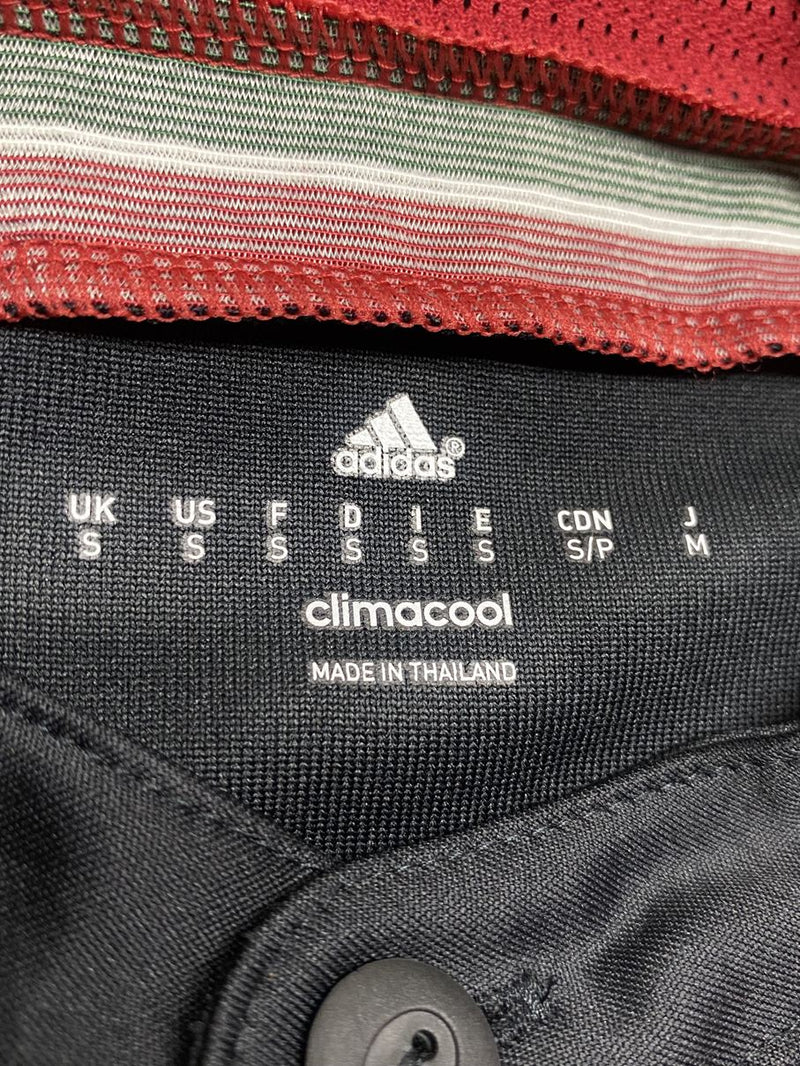 adidas®
UK US F D I E CDN J
S S S S S S S/P M
climacool
MADE IN THAILAND